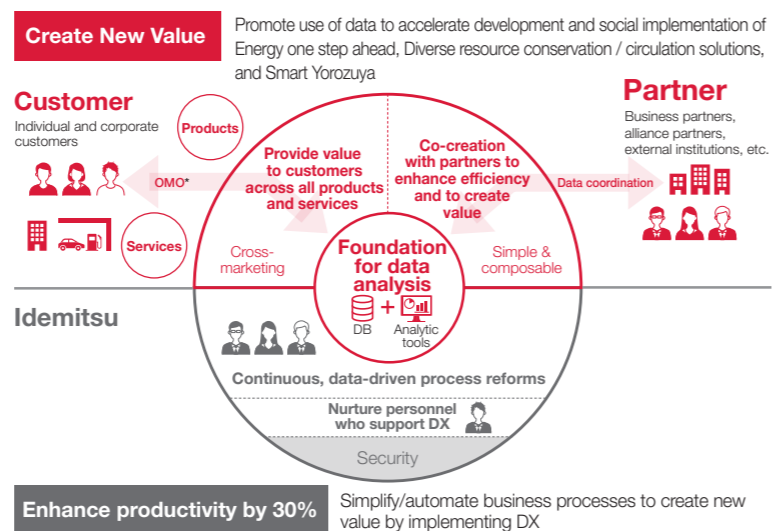 Create New Value
Promote use of data to accelerate development and social implementation of
Energy one step ahead, Diverse resource conservation / circulation solutions,
and Smart Yorozuya
Customer
Individual and corporate
customers
Products
OMO*
Services
Provide value
to customers
across all products
and services
Cross-
marketing
Co-creation
with partners to
enhance efficiency
and to create
value
Simple &
composable
Partner
Business partners,
alliance partners,
external institutions, etc.
Data coordination
Foundation
for data
analysis
DB
+
Analytic
tools
Idemitsu
Continuous, data-driven process reforms
Nurture personnel
who support DX
Security
Enhance productivity by 30%
Simplify/automate business processes to create new
value by implementing DX